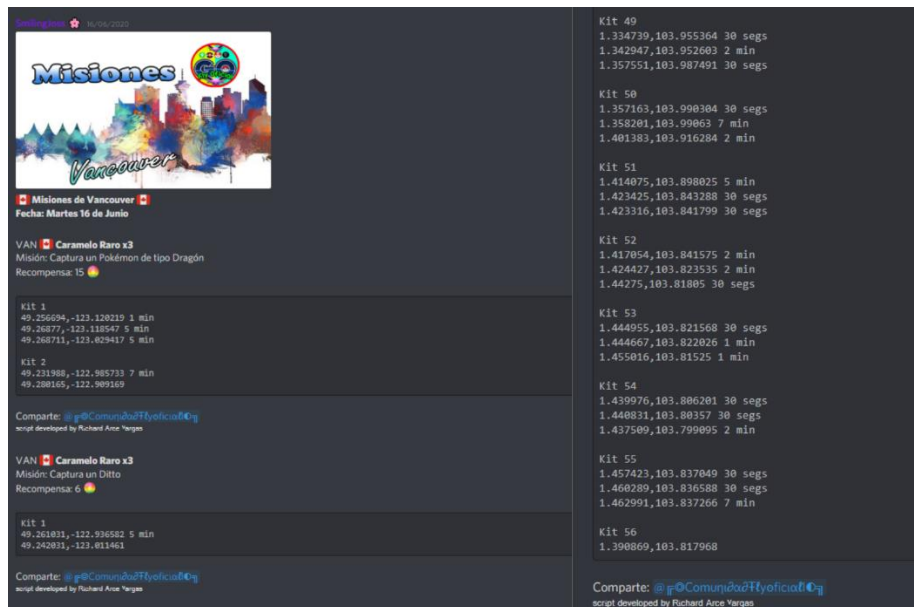 16/06/2020
Misiones
Vancouver
Misiones de Vancouver
Fecha: Martes 16 de Junio
VAN Caramelo Raro x3
Misión: Captura un Pokémon de tipo Dragón
Recompensa: 15
Kit 1
49.256694,-123.120219 1 min
49.26877,-123.118547 5 min
49.268711,-123.029417 5 min
Kit 2
49.231988,-122.985733 7 min
49.280165,-122.909169
Comparte:
script developed by Richard Arce Vargas
VAN Caramelo Raro x3
Misión: Captura un Ditto
Recompensa: 6
Kit 1
49.261031,-122.936582 5 min
49.242031,-123.011461
Comparte:
script developed by Richard Arce Vargas
Kit 49
1.334739,103.955364 30 segs
1.342947,103.952603 2 min
1.357551,103.987491 30 segs
Kit 50
1.357163,103.990304 30 segs
1.358201,103.99063 7 min
1.401383,103.916284 2 min
Kit 51
1.414075,103.898025 5 min
1.423425,103.843288 30 segs
1.423316,103.841799 30 segs
Kit 52
1.417054,103.841575 2 min
1.424427,103.823535 2 min
1.44275,103.81805 30 segs
Kit 53
1.444955,103.821568 30 segs
1.444667,103.822026 1 min
1.455016,103.81525 1 min
Kit 54
1.439976,103.806201 30 segs
1.440831,103.80357 30 segs
1.437509,103.799095 2 min
Kit 55
1.457423,103.837049 30 segs
1.460289,103.836588 30 segs
1.462991,103.837266 7 min
Kit 56
1.390869,103.817968
Comparte:
script developed by Richard Arce Vargas